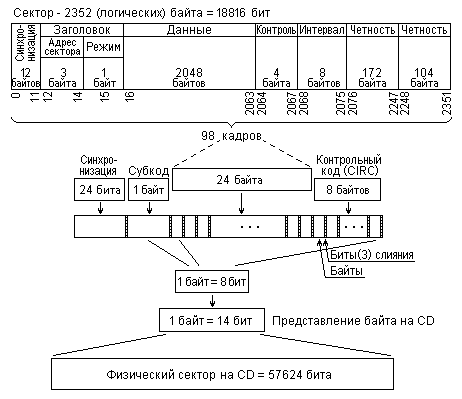 Сектор - 2352 (логических) байта = 18816 бит
Синхро-
низация
Заголовок
Данные
Контроль
Интервал
Четность
Четность
Адрес
сектора
Режим
12
байтов
3
байта
1
байт
2048
байтов
4
байта
8
байтов
172
байта
104
байта
0
11
12
14
15
16
2063
2064
2067
2068
2075
2076
2247
2248
2351
98 кадров
Синхро-
низация
Субкод
Контрольный
код (CIRC)
24 бита
1 байт
24 байта
8 байтов
...
...
Биты(3) слияния
Байты
1 байт = 8бит
1 байт = 14 бит
Представление байта на CD
Физический сектор на CD = 57624 бита